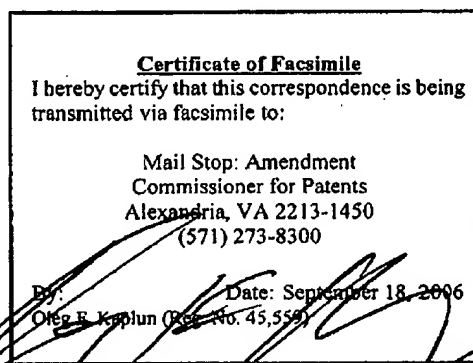 Certificate of Facsimile
I hereby certify that this correspondence is being
transmitted via facsimile to:
Mail Stop: Amendment
Commissioner for Patents
Alexandria, VA 2213-1450
(571) 273-8300
By: Date: September 18, 2006
Oleg F. Kaplun (Reg. No. 45,559)